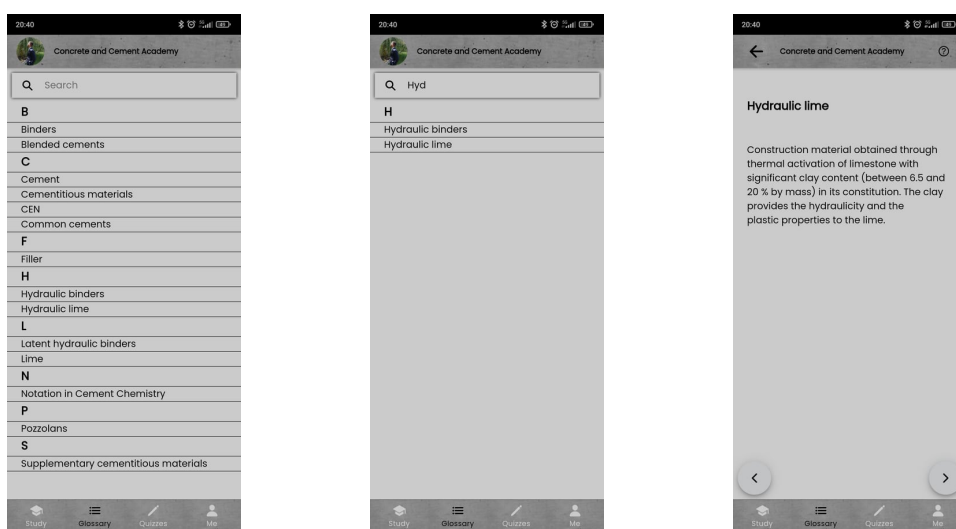 20:40
Concrete and Cement Academy
Search
B
Binders
Blended cements
C
Cement
Cementitious materials
CEN
Common cements
F
Filler
H
Hydraulic binders
Hydraulic lime
L
Latent hydraulic binders
Lime
N
Notation in Cement Chemistry
P
Pozzolans
S
Supplementary cementitious materials
Study Glossary Quizzes Me
20:40
Concrete and Cement Academy
Hyd
H
Hydraulic binders
Hydraulic lime
Study Glossary Quizzes Me
20:40
Concrete and Cement Academy
Hydraulic lime
Construction material obtained through
thermal activation of limestone with
significant clay content (between 6.5 and
20 % by mass) in its constitution. The clay
provides the hydraulicity and the
plastic properties to the lime.
Study Glossary Quizzes Me